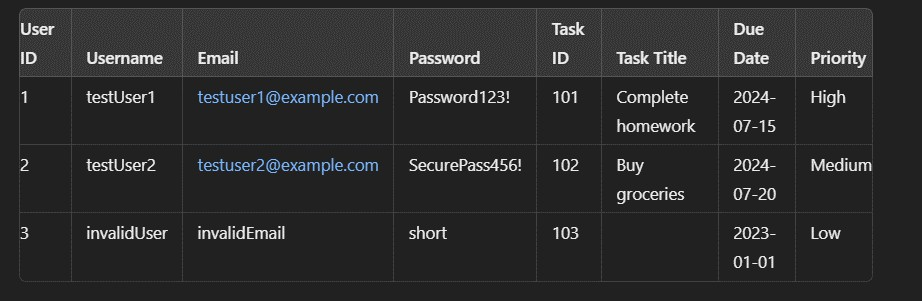 User ID Username Email Password Task ID Task Title Due Date Priority
1 testUser1 testuser1@example.com Password123! 101 Complete homework 2024-07-15 High
2 testUser2 testuser2@example.com SecurePass456! 102 Buy groceries 2024-07-20 Medium
3 invalidUser invalidEmail short 103 2023-01-01 Low